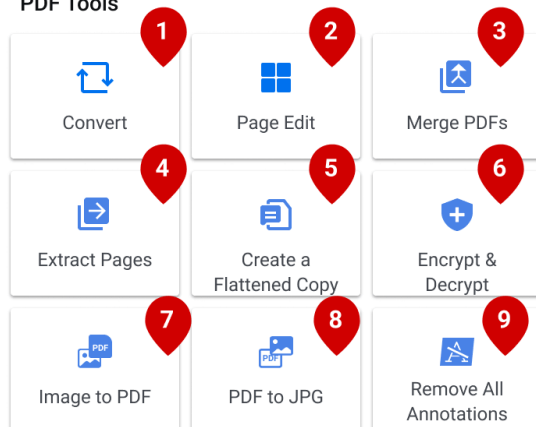 PDF Tools
1
2
3
Convert
Page Edit
Merge PDFs
4
5
6
Extract Pages
Create a
Flattened Copy
Encrypt &
Decrypt
7
8
9
PDF
PDF
Image to PDF
PDF to JPG
Remove All
Annotations